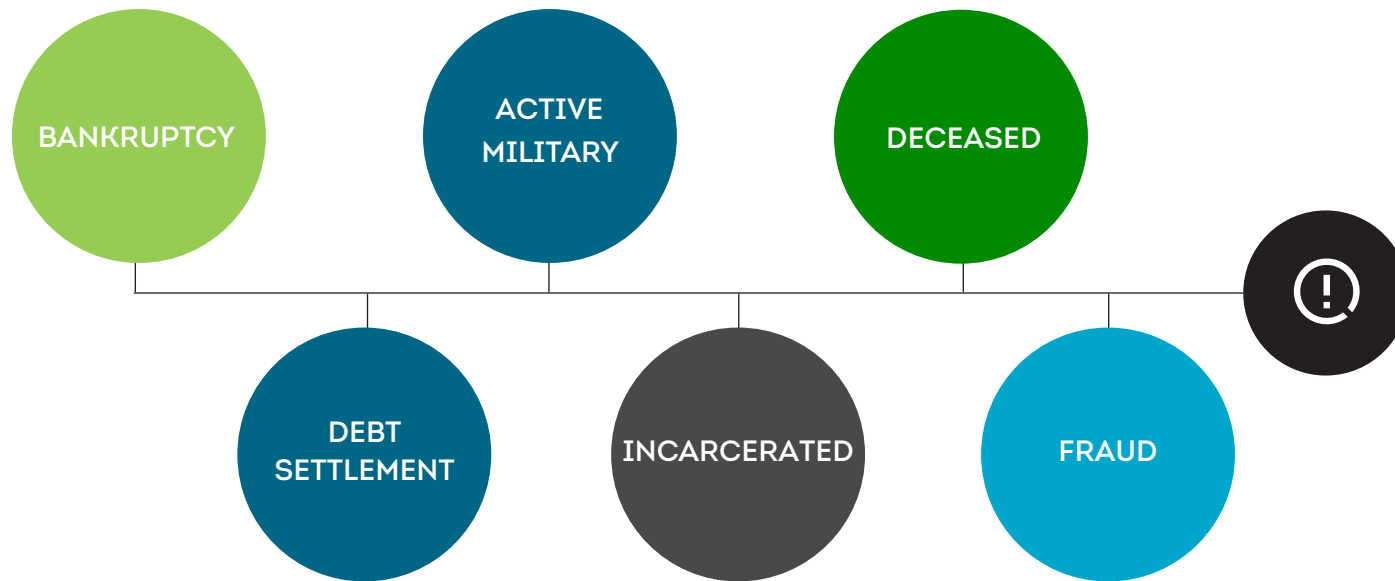 BANKRUPTCY
ACTIVE
MILITARY
DECEASED
DEBT
SETTLEMENT
INCARCERATED
FRAUD